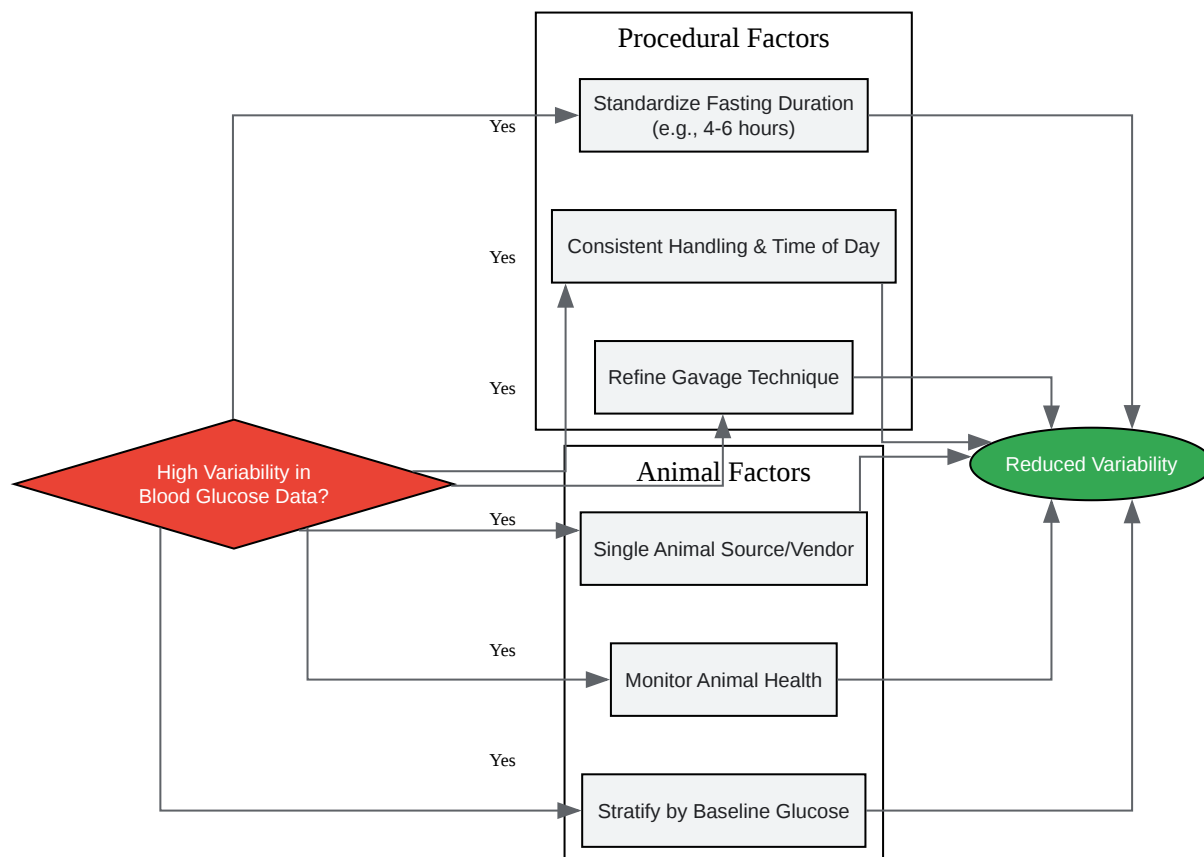 Procedural Factors
Standardize Fasting Duration
(e.g., 4-6 hours)
Yes
Consistent Handling & Time of Day
Yes
Refine Gavage Technique
Yes
High Variability in
Blood Glucose Data?
Reduced Variability
Animal Factors
Yes
Single Animal Source/Vendor
Yes
Monitor Animal Health
Yes
Stratify by Baseline Glucose